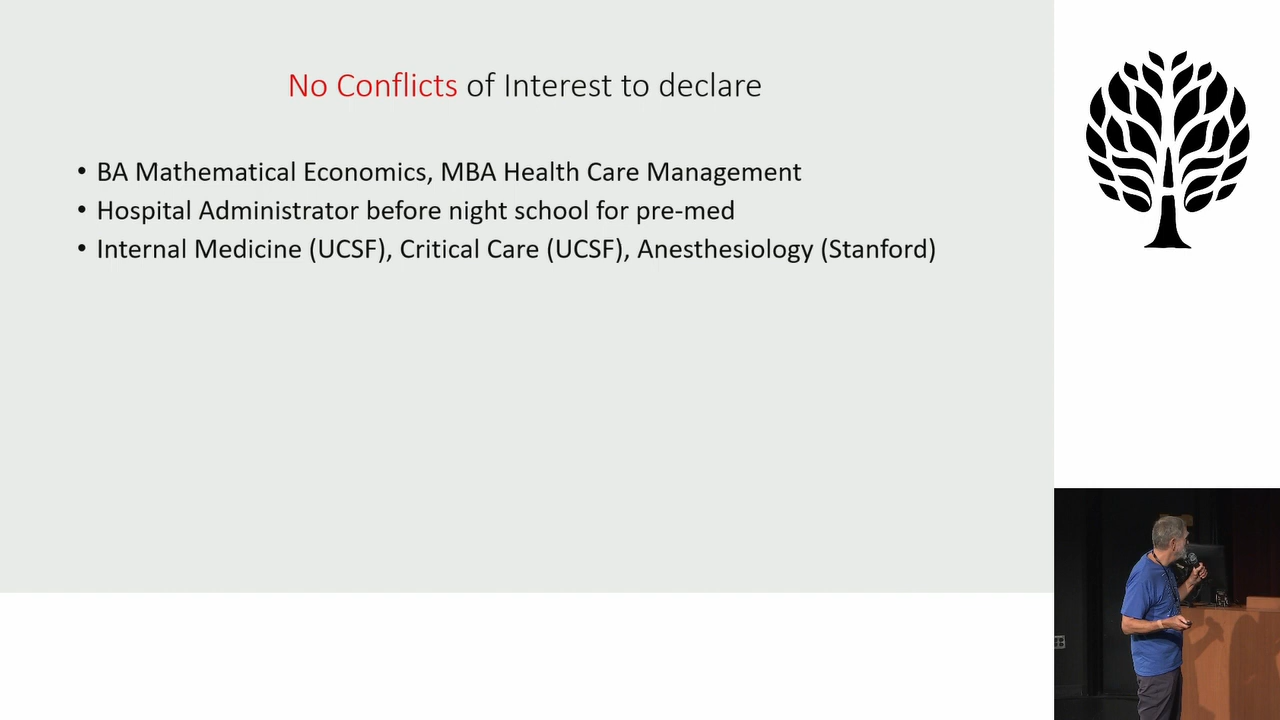 No Conflicts of Interest to declare
• BA Mathematical Economics, MBA Health Care Management
• Hospital Administrator before night school for pre-med
• Internal Medicine (UCSF), Critical Care (UCSF), Anesthesiology (Stanford)